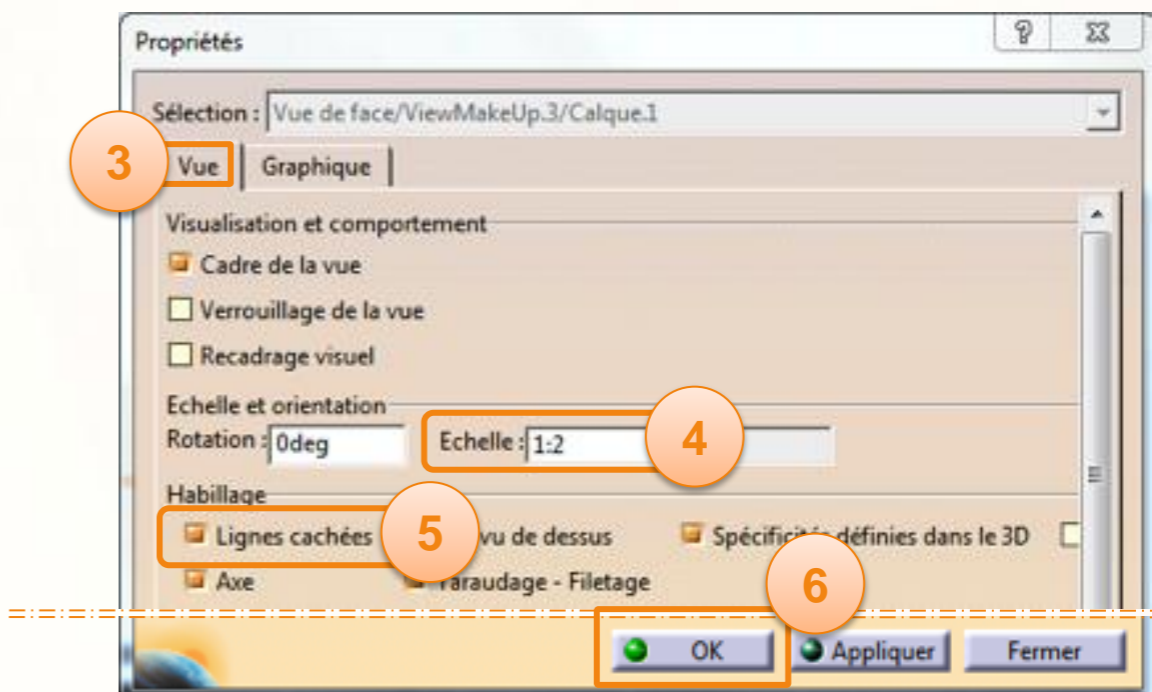 Propriétés
Sélection : Vue de face/ViewMakeUp.3/Calque.1
3 Vue Graphique
Visualisation et comportement
Cadre de la vue
Verrouillage de la vue
Recadrage visuel
Echelle et orientation
Rotation : 0deg Echelle : 1:2 4
Habillage
Lignes cachées 5 vu de dessus Spécificités définies dans le 3D
Axe Taraudage - Filetage
6
OK Appliquer Fermer